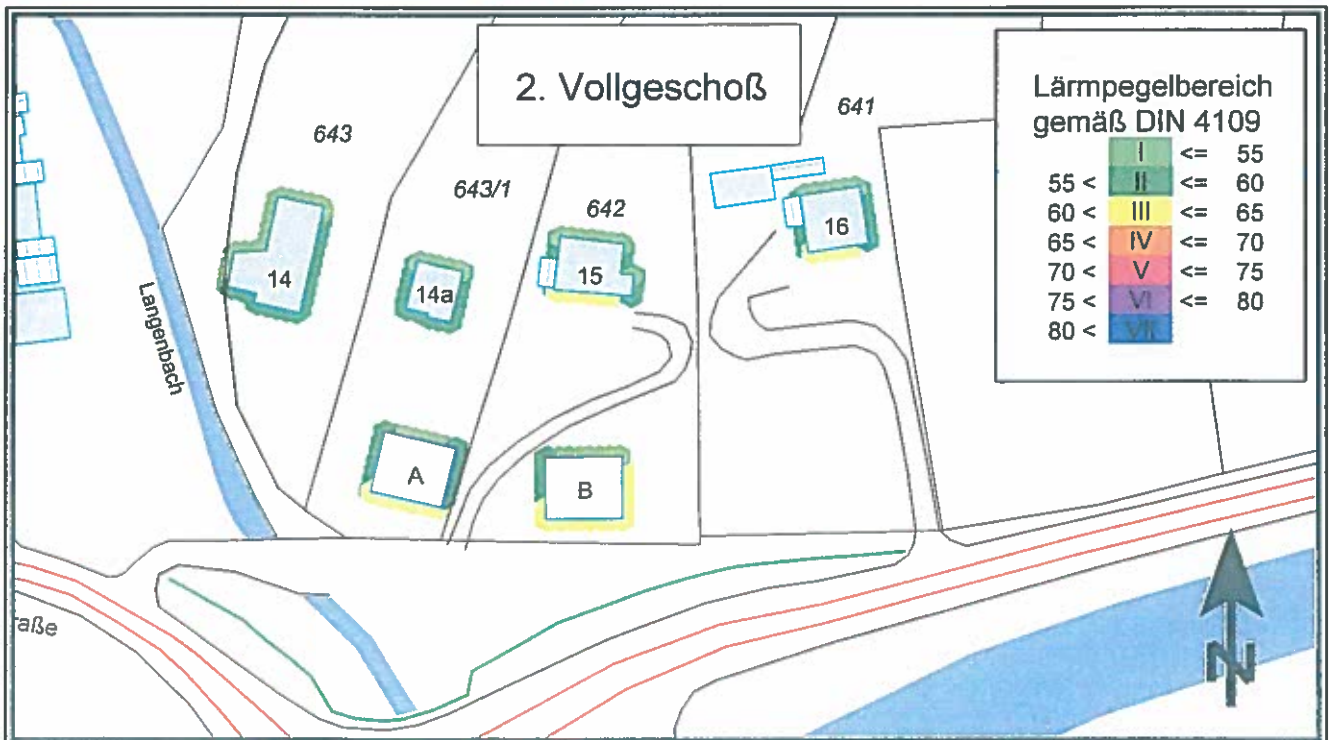 2. Vollgeschoß
Lärmpegelbereich
gemäß DIN 4109
I <= 55
55 < II <= 60
60 < III <= 65
65 < IV <= 70
70 < V <= 75
75 < VI <= 80
80 < VII
643
643/1
642
641
14
14a
15
16
Langenbach
A
B
raße
N